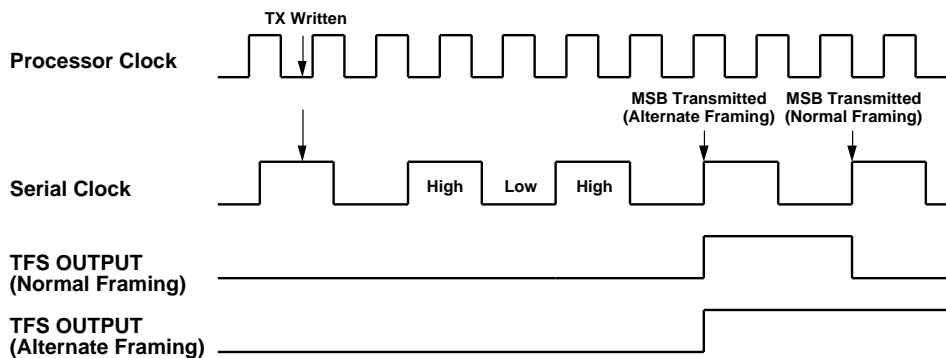 TX Written
Processor Clock
MSB Transmitted
(Alternate Framing)
MSB Transmitted
(Normal Framing)
Serial Clock
High
Low
High
TFS OUTPUT
(Normal Framing)
TFS OUTPUT
(Alternate Framing)